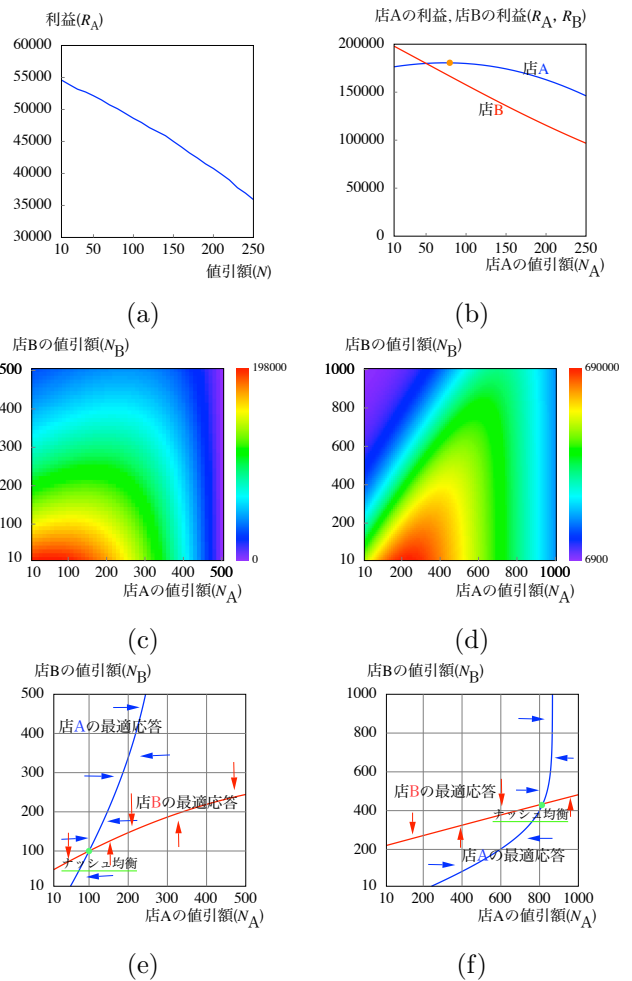 利益(RA)
60000
55000
50000
45000
40000
35000
30000
10 50 100 150 200 250
値引額(N)
(a)
店Aの利益, 店Bの利益(RA, RB)
200000
150000
100000
50000
0
店A
店B
10 50 100 150 200 250
店Aの値引額(NA)
(b)
店Bの値引額(NB)
500
400
300
200
100
10
10 100 200 300 400 500
店Aの値引額(NA)
198000
0
(c)
店Bの値引額(NB)
1000
800
600
400
200
10
10 200 400 600 800 1000
店Aの値引額(NA)
690000
6900
(d)
店Bの値引額(NB)
500
400
300
200
100
10
店Aの最適応答
店Bの最適応答
ナッシュ均衡
10 100 200 300 400 500
店Aの値引額(NA)
(e)
店Bの値引額(NB)
1000
800
600
400
200
10
店Bの最適応答
ナッシュ均衡
店Aの最適応答
10 200 400 600 800 1000
店Aの値引額(NA)
(f)